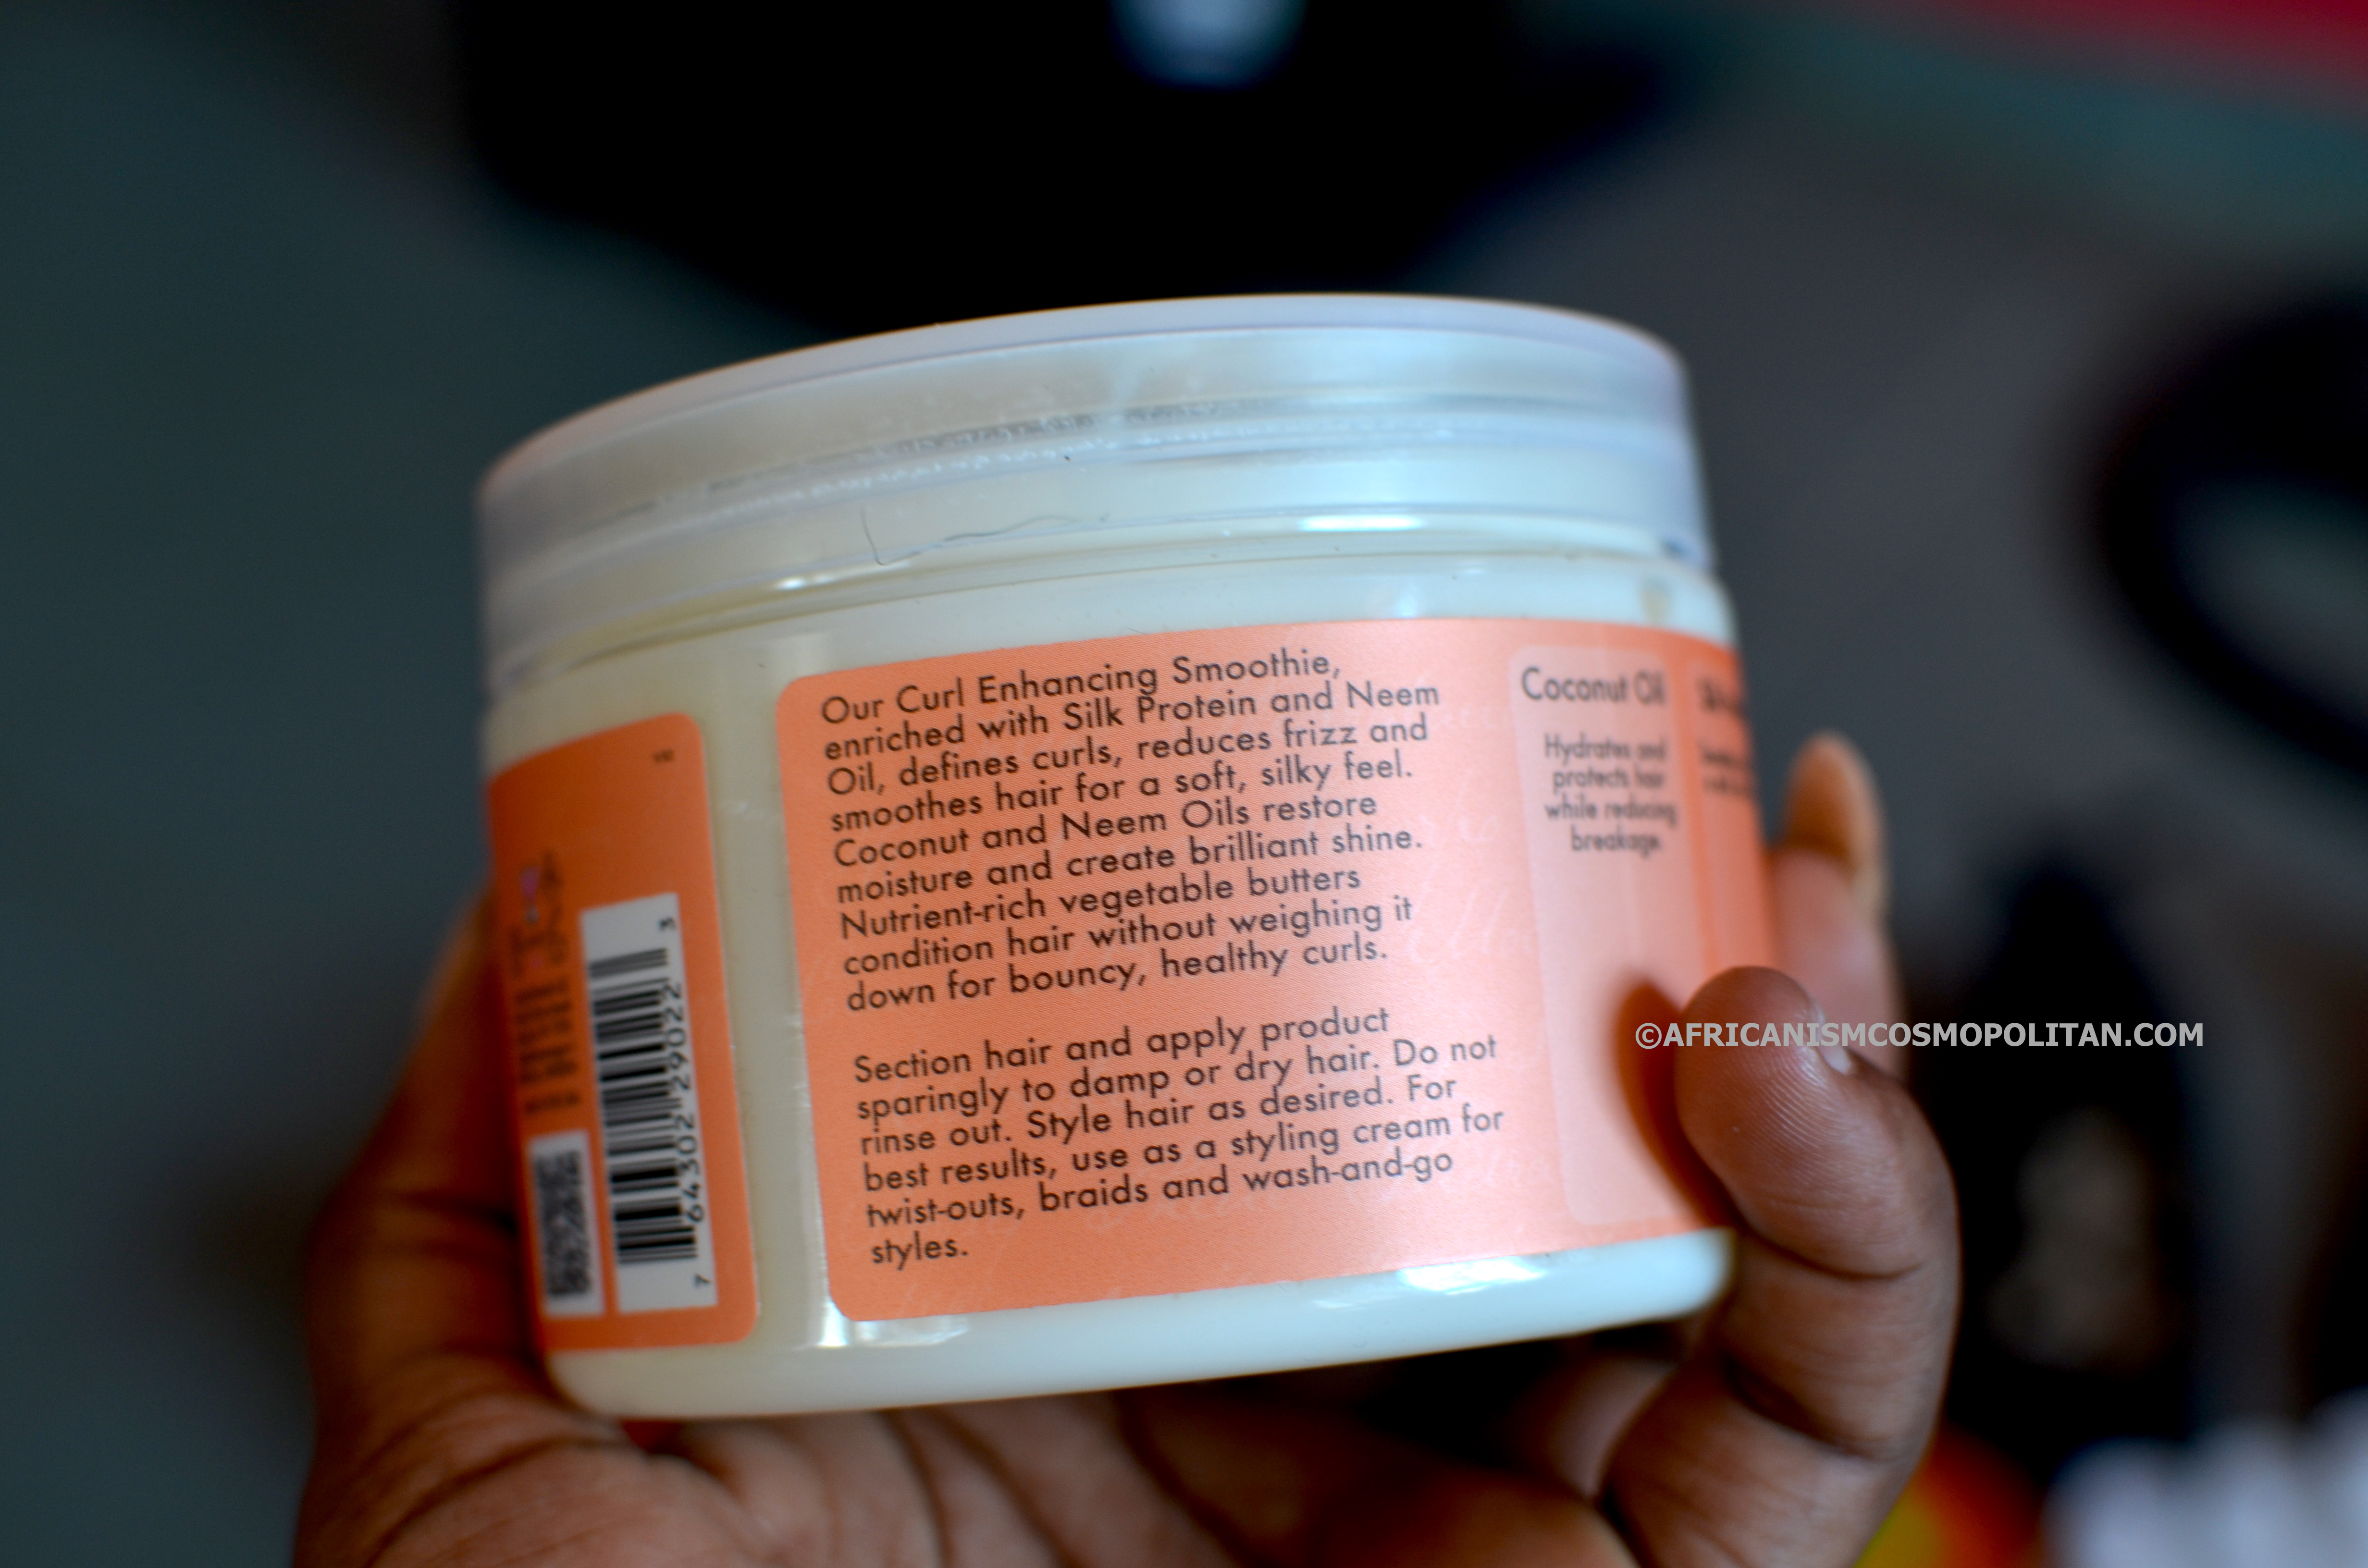 Our Curl Enhancing Smoothie,
enriched with Silk Protein and Neem
Oil, defines curls, reduces frizz and
smoothes hair for a soft, silky feel.
Coconut and Neem Oils restore
moisture and create brilliant shine.
Nutrient-rich vegetable butters
condition hair without weighing it
down for bouncy, healthy curls.
Section hair and apply product
sparingly to damp or dry hair. Do not
rinse out. Style hair as desired. For
best results, use as a styling cream for
twist-outs, braids and wash-and-go
styles.
Coconut Oil
Hydrates and
protects hair
while reducing
breakage.
7 64302 29022 3
©AFRICANISMCOSMOPOLITAN.COM